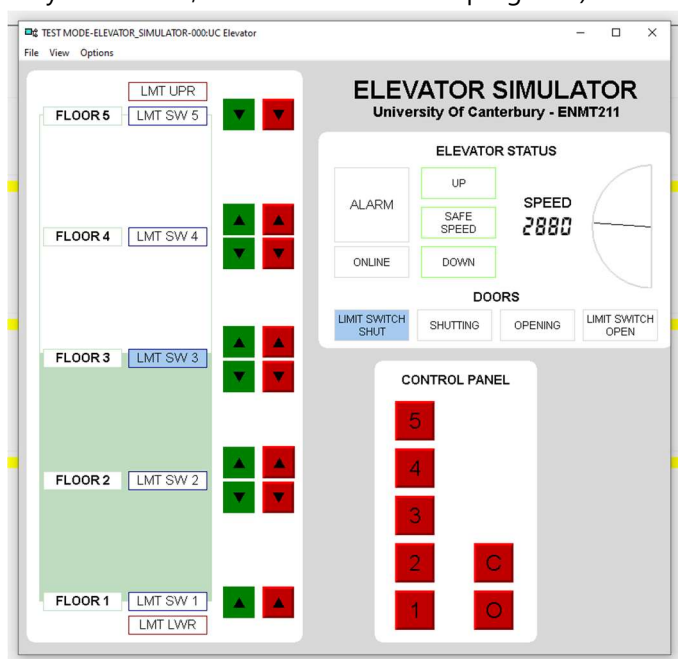 TEST MODE-ELEVATOR_SIMULATOR-000:UC Elevator
File View Options
LMT UPR
FLOOR 5 LMT SW 5
FLOOR 4 LMT SW 4
FLOOR 3 LMT SW 3
FLOOR 2 LMT SW 2
FLOOR 1 LMT SW 1
LMT LWR
ELEVATOR SIMULATOR
University Of Canterbury - ENMT211
ELEVATOR STATUS
ALARM
UP
SAFE
SPEED
SPEED
2880
ONLINE
DOWN
DOORS
LIMIT SWITCH
SHUT
SHUTTING
OPENING
LIMIT SWITCH
OPEN
CONTROL PANEL
5
4
3
2 C
1 O